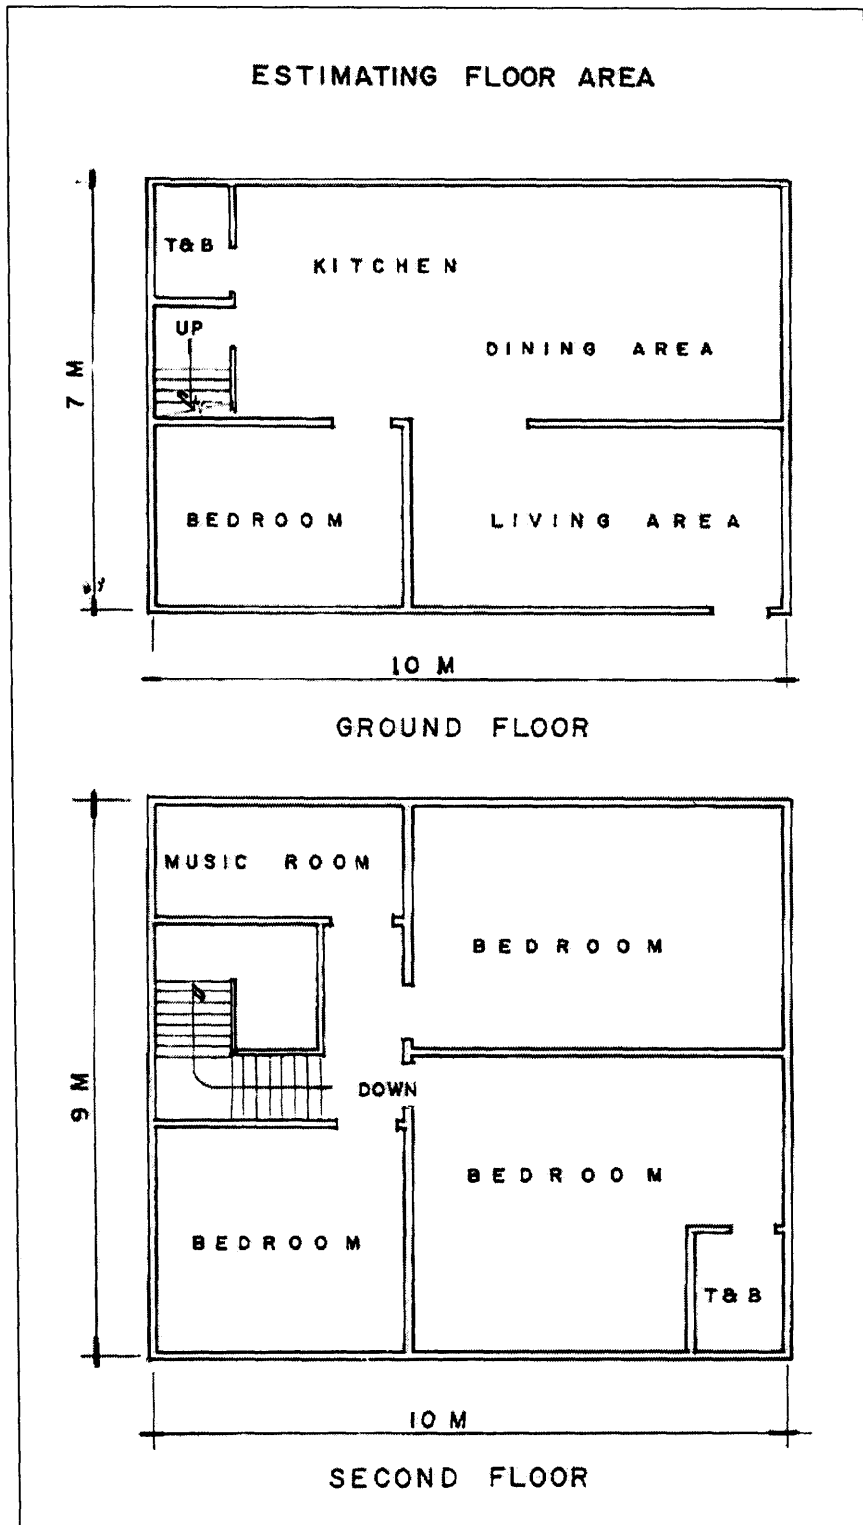 ESTIMATING FLOOR AREA
T&B
KITCHEN
UP
DINING AREA
7 M
BEDROOM
LIVING AREA
10 M
GROUND FLOOR
MUSIC ROOM
BEDROOM
DOWN
9 M
BEDROOM
BEDROOM
T&B
10 M
SECOND FLOOR